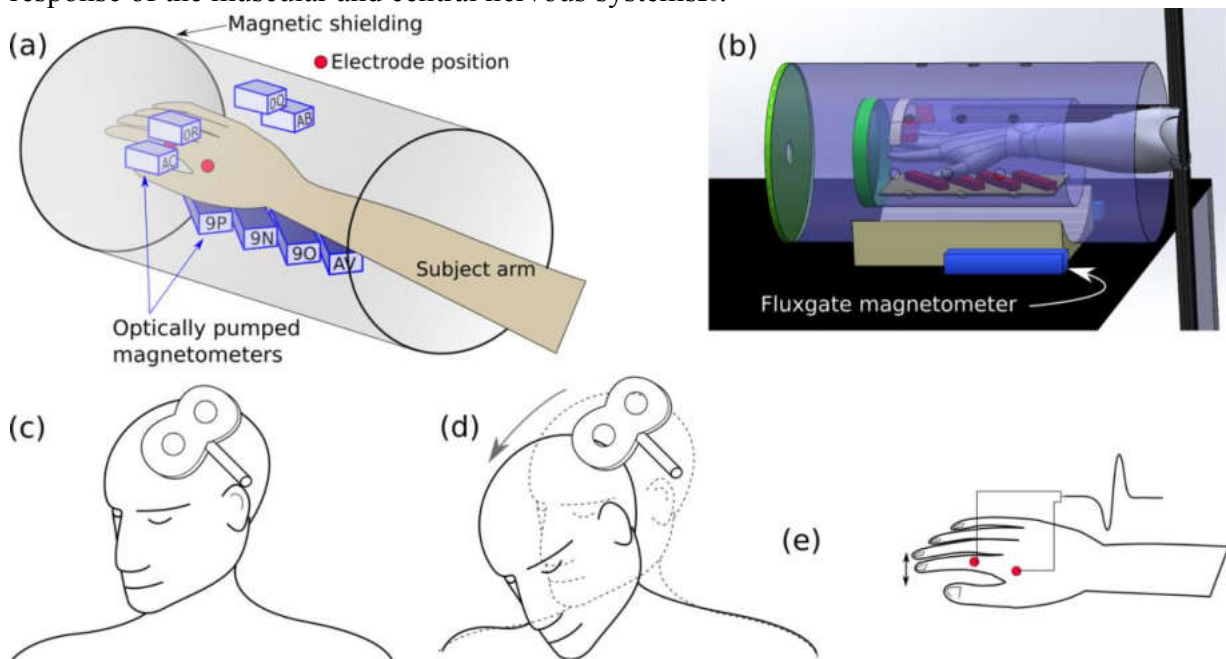 response of the muscular and central nervous systems20.
(a)
Magnetic shielding
Electrode position
0Q
AB
0R
AC
9P
9N
9O
AV
Subject arm
Optically pumped
magnetometers
(b)
Fluxgate magnetometer
(c)
(d)
(e)